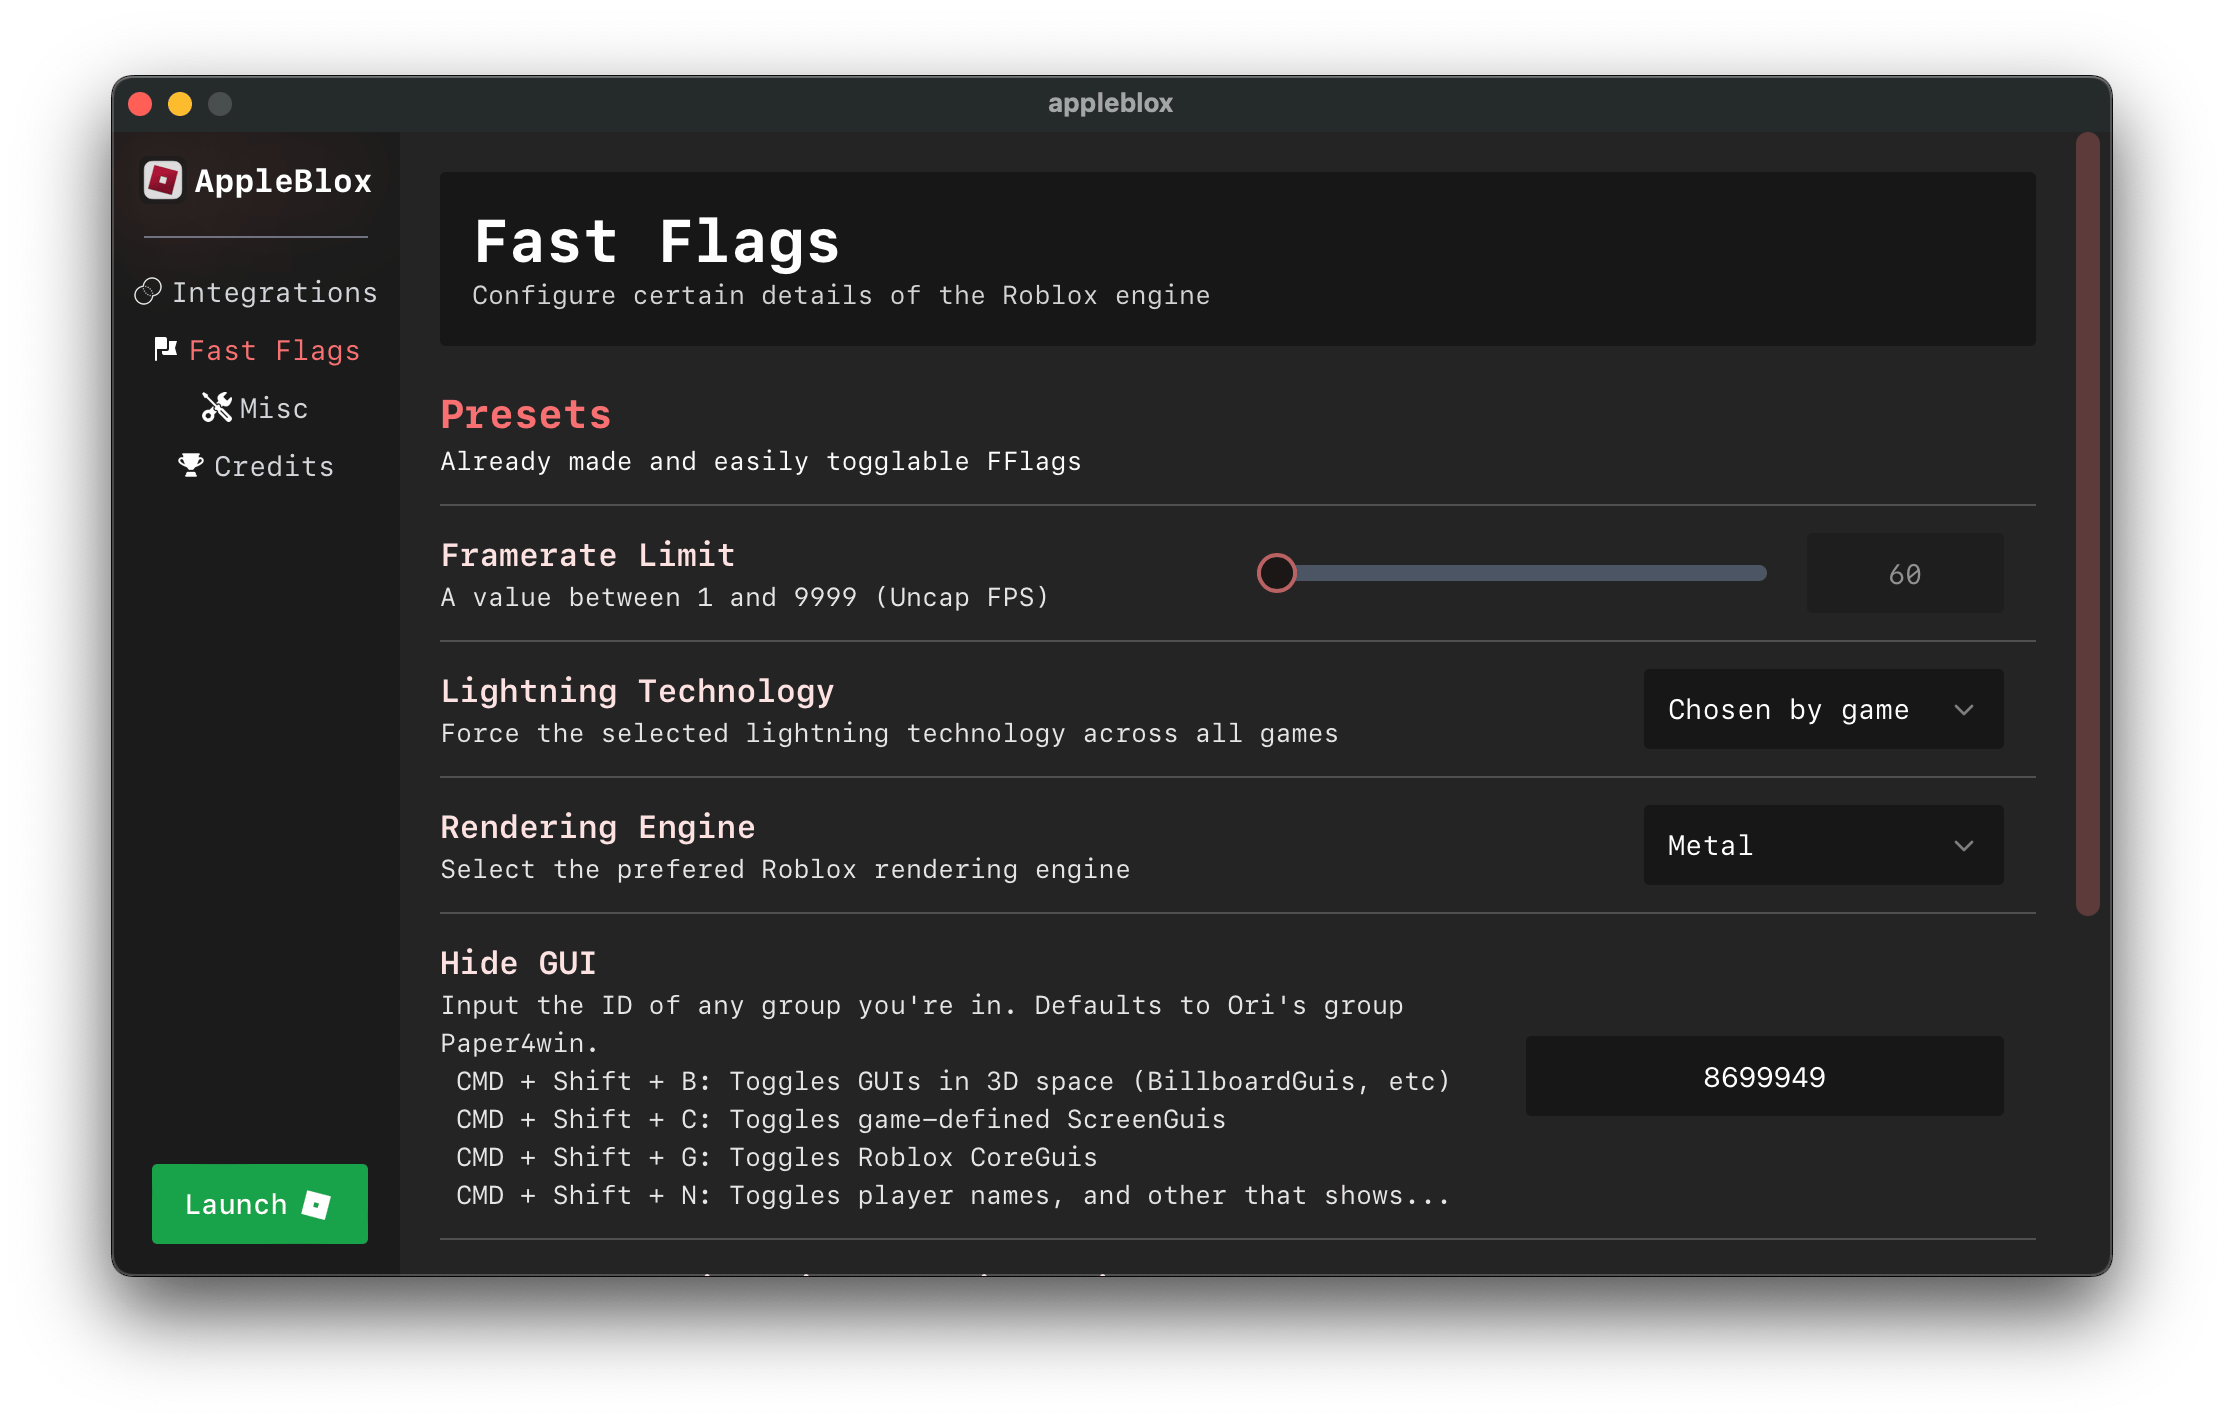 appleblox
AppleBlox
Integrations
Fast Flags
Misc
Credits
Launch
Fast Flags
Configure certain details of the Roblox engine
Presets
Already made and easily togglable FFlags
Framerate Limit
A value between 1 and 9999 (Uncap FPS)
60
Lightning Technology
Force the selected lightning technology across all games
Chosen by game
Rendering Engine
Select the prefered Roblox rendering engine
Metal
Hide GUI
Input the ID of any group you're in. Defaults to Ori's group
Paper4win.
CMD + Shift + B: Toggles GUIs in 3D space (BillboardGuis, etc)
CMD + Shift + C: Toggles game-defined ScreenGuis
CMD + Shift + G: Toggles Roblox CoreGuis
CMD + Shift + N: Toggles player names, and other that shows...
8699949